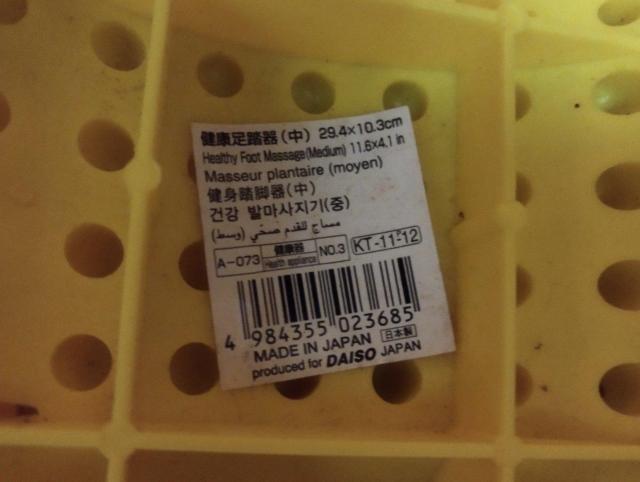 健康足踏器(中) 29.4×10.3cm
Healthy Foot Massage(Medium) 11.6x4.1 in
Masseur plantaire (moyen)
健身踏脚器(中)
건강 발마사지기(중)
مساج للقدم صحّي (وسط)
A-073 健康器 Health appliance NO.3 KT-11-12
4 984355 023685
MADE IN JAPAN 日本製
produced for DAISO JAPAN